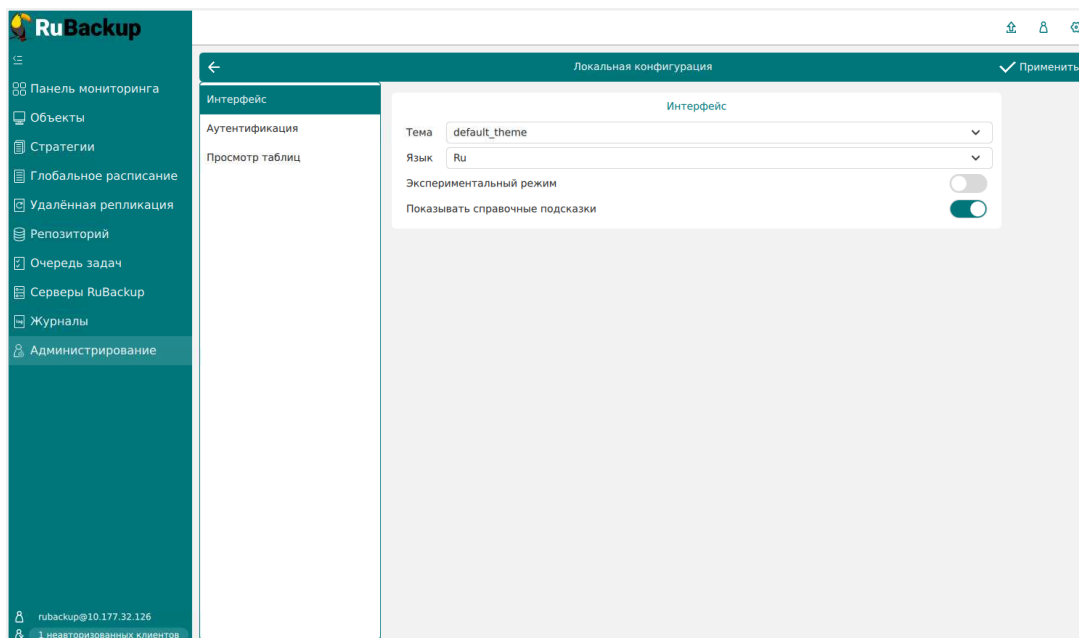 RuBackup
Локальная конфигурация
Применить
Панель мониторинга
Объекты
Стратегии
Глобальное расписание
Удалённая репликация
Репозиторий
Очередь задач
Серверы RuBackup
Журналы
Администрирование
Интерфейс
Аутентификация
Просмотр таблиц
Интерфейс
Тема default_theme
Язык Ru
Экспериментальный режим
Показывать справочные подсказки
rubackup@10.177.32.126
1 неавторизованных клиентов